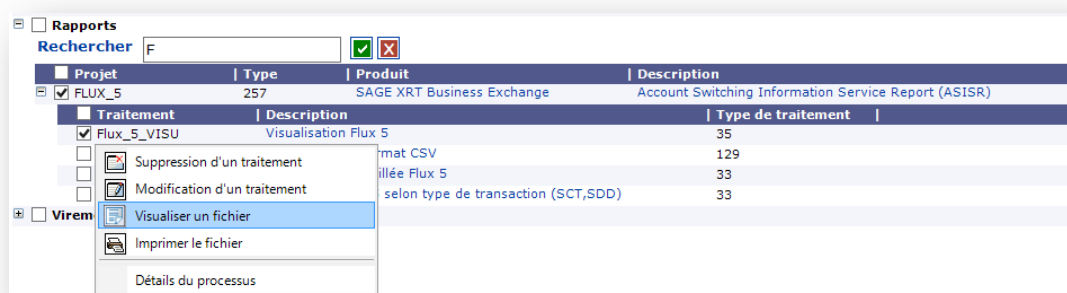 Rapports
Rechercher F
Projet | Type | Produit | Description
FLUX_5 257 SAGE XRT Business Exchange Account Switching Information Service Report (ASISR)
Traitement | Description | Type de traitement |
Flux_5_VISU Visualisation Flux 5 35
rmat CSV 129
illée Flux 5 33
selon type de transaction (SCT,SDD) 33
Virem
Suppression d'un traitement
Modification d'un traitement
Visualiser un fichier
Imprimer le fichier
Détails du processus